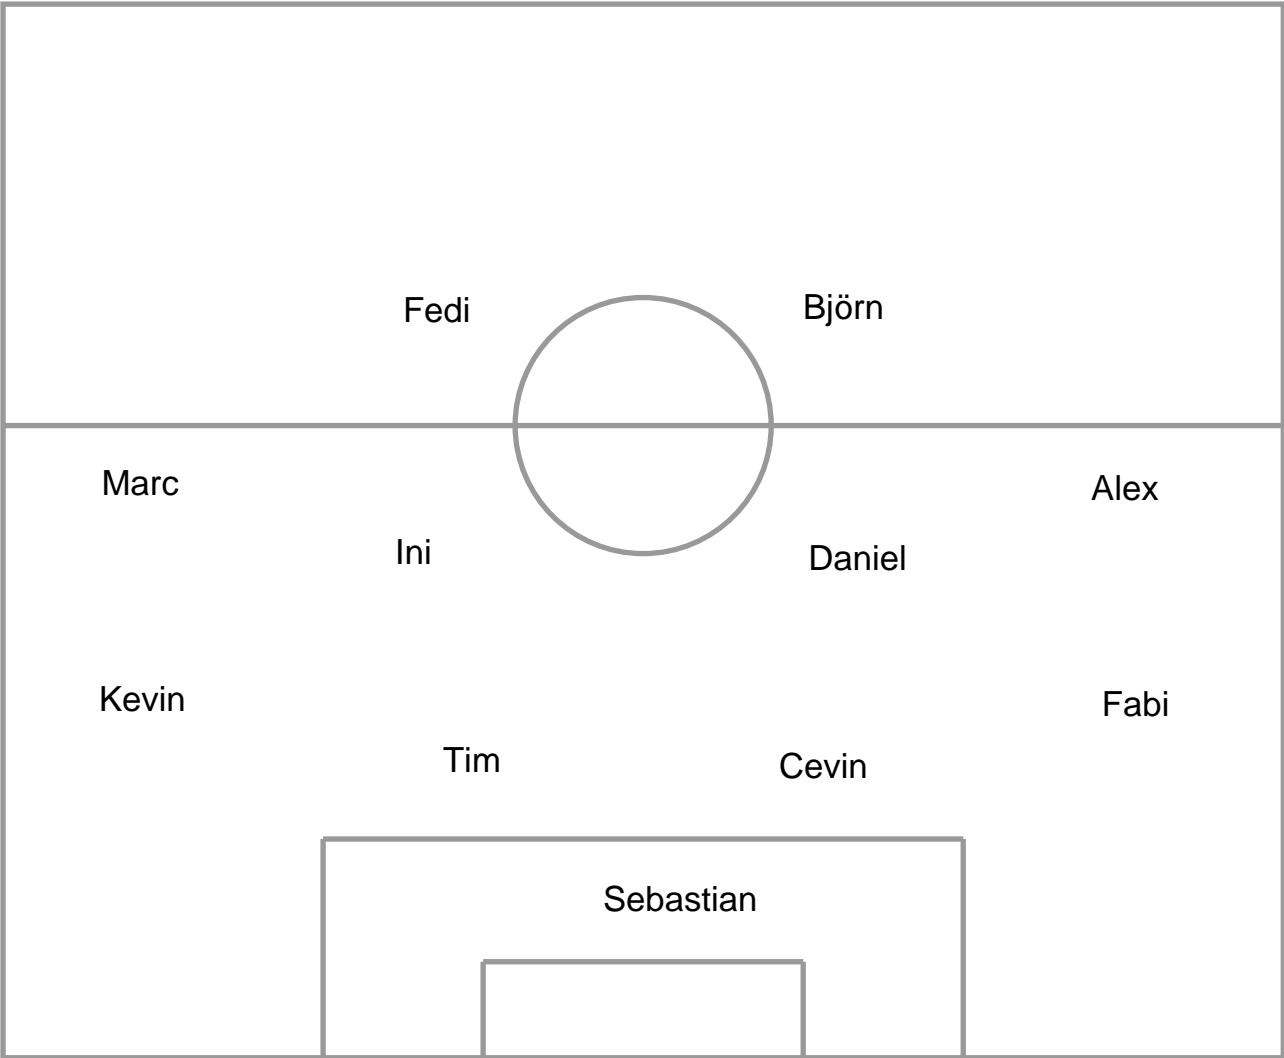 Fedi
Björn
Marc
Alex
Ini
Daniel
Kevin
Fabi
Tim
Cevin
Sebastian